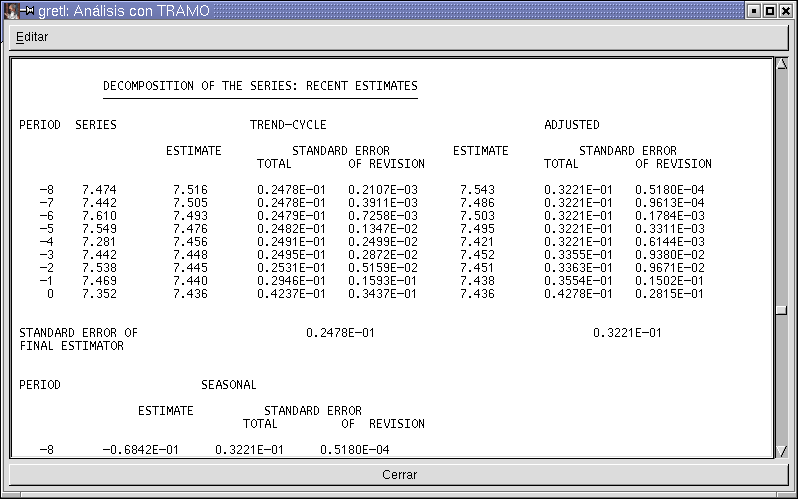 gretl: Análisis con TRAMO
Editar
DECOMPOSITION OF THE SERIES: RECENT ESTIMATES
PERIOD SERIES TREND-CYCLE ADJUSTED
ESTIMATE STANDARD ERROR ESTIMATE STANDARD ERROR
TOTAL OF REVISION TOTAL OF REVISION
-8 7.474 7.516 0.2478E-01 0.2107E-03 7.543 0.3221E-01 0.5180E-04
-7 7.442 7.505 0.2478E-01 0.3911E-03 7.486 0.3221E-01 0.9613E-04
-6 7.610 7.493 0.2479E-01 0.7258E-03 7.503 0.3221E-01 0.1784E-03
-5 7.549 7.476 0.2482E-01 0.1347E-02 7.495 0.3221E-01 0.3311E-03
-4 7.281 7.456 0.2491E-01 0.2499E-02 7.421 0.3221E-01 0.6144E-03
-3 7.442 7.448 0.2495E-01 0.2872E-02 7.452 0.3355E-01 0.9380E-02
-2 7.538 7.445 0.2531E-01 0.5159E-02 7.451 0.3363E-01 0.9671E-02
-1 7.469 7.440 0.2946E-01 0.1593E-01 7.438 0.3554E-01 0.1502E-01
0 7.352 7.436 0.4237E-01 0.3437E-01 7.436 0.4278E-01 0.2815E-01
STANDARD ERROR OF 0.2478E-01 0.3221E-01
FINAL ESTIMATOR
PERIOD SEASONAL
ESTIMATE STANDARD ERROR
TOTAL OF REVISION
-8 -0.6842E-01 0.3221E-01 0.5180E-04
Cerrar